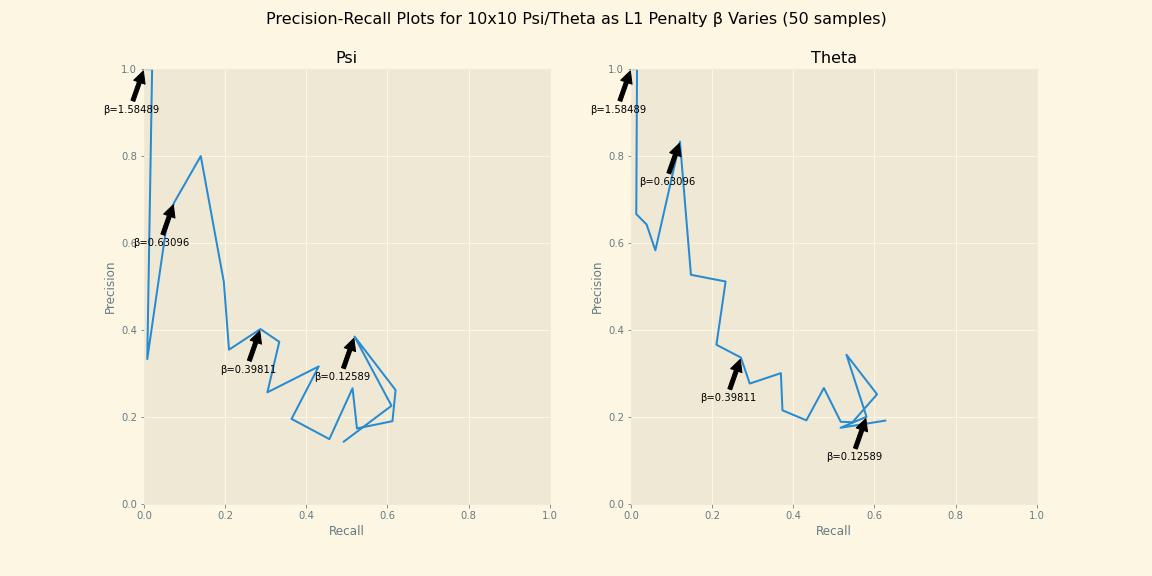 Precision-Recall Plots for 10x10 Psi/Theta as L1 Penalty β Varies (50 samples)
Psi
1.0
0.8
0.6
0.4
0.2
0.0
Precision
β=1.58489
β=0.63096
β=0.39811
β=0.12589
0.0 0.2 0.4 0.6 0.8 1.0
Recall
Theta
1.0
0.8
0.6
0.4
0.2
0.0
Precision
β=1.58489
β=0.63096
β=0.39811
β=0.12589
0.0 0.2 0.4 0.6 0.8 1.0
Recall